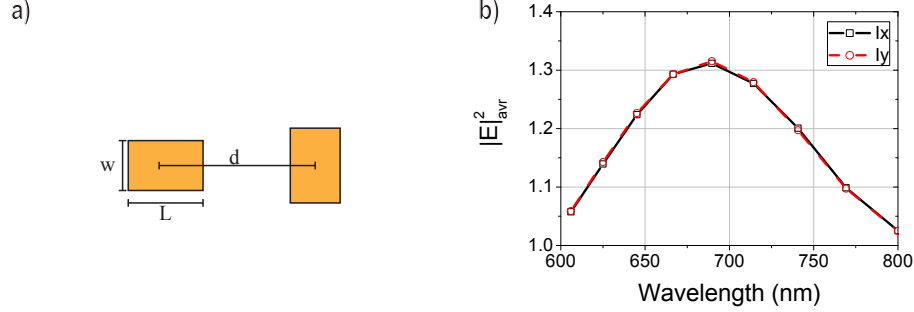 a)
w
d
L
b)
1.4
1.3
1.2
1.1
1.0
|E|²avr
Ix
Iy
600 650 700 750 800
Wavelength (nm)